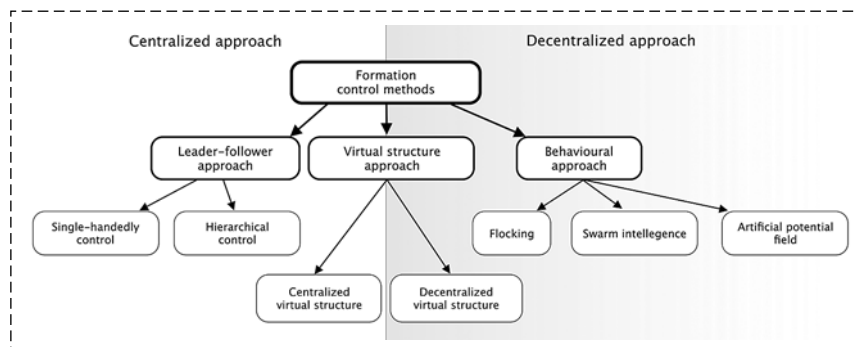 Centralized approach
Decentralized approach
Formation
control methods
Leader-follower
approach
Virtual structure
approach
Behavioural
approach
Single-handedly
control
Hierarchical
control
Flocking
Swarm intellegence
Artificial potential
field
Centralized
virtual structure
Decentralized
virtual structure